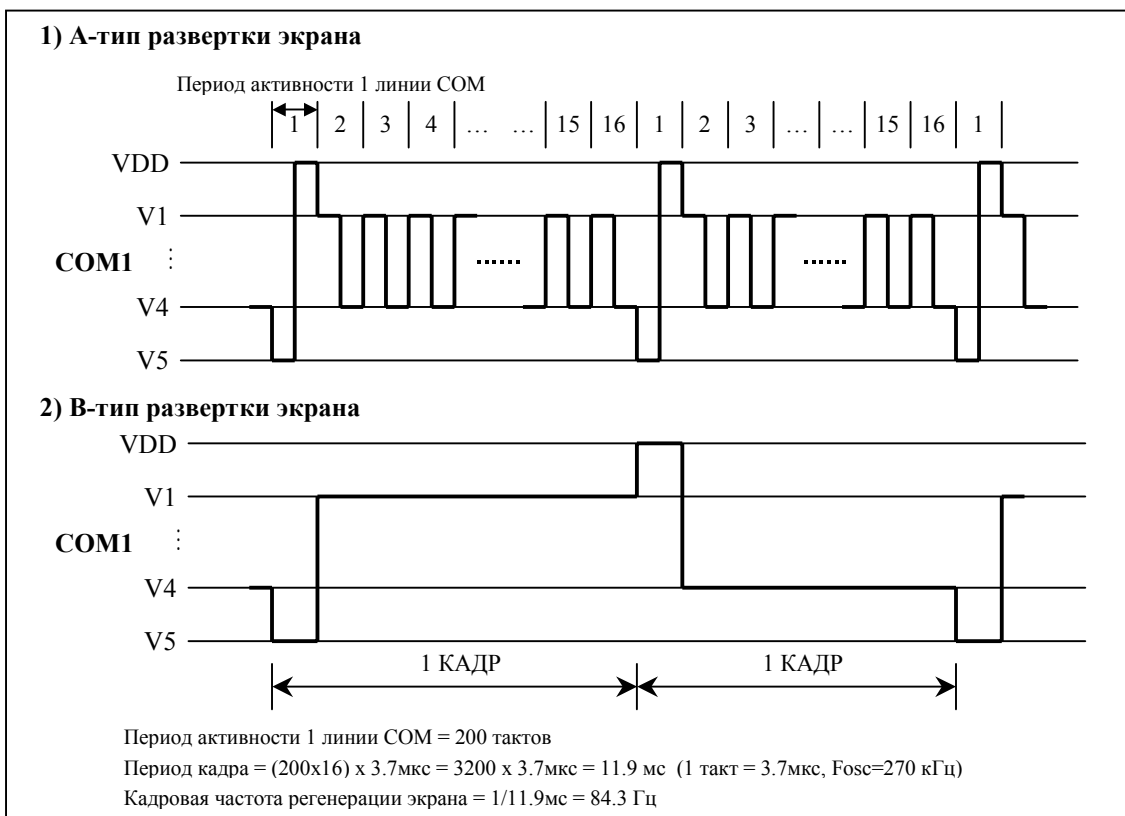 1) А-тип развертки экрана
Период активности 1 линии COM
1 2 3 4 … … 15 16 1 2 3 … … 15 16 1
VDD
V1
COM1 ⋮
V4
V5
2) B-тип развертки экрана
VDD
V1
COM1 ⋮
V4
V5
1 КАДР 1 КАДР
Период активности 1 линии COM = 200 тактов
Период кадра = (200x16) x 3.7мкс = 3200 x 3.7мкс = 11.9 мс (1 такт = 3.7мкс, Fosc=270 кГц)
Кадровая частота регенерации экрана = 1/11.9мс = 84.3 Гц